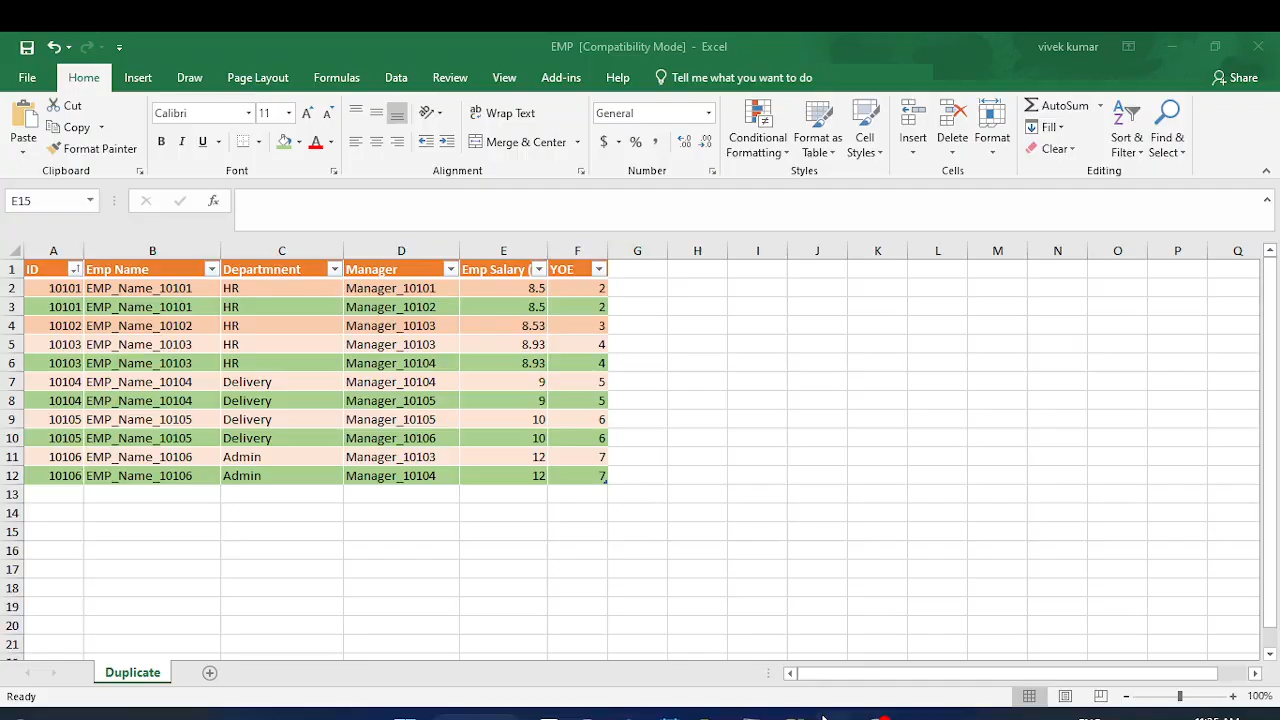 EMP [Compatibility Mode] - Excel
vivek kumar
File Home Insert Draw Page Layout Formulas Data Review View Add-ins Help Tell me what you want to do Share
Paste
Cut
Copy
Format Painter
Clipboard
Calibri 11
B I U
Font
Wrap Text
Merge & Center
Alignment
General
$ % ,
Number
Conditional Formatting
Format as Table
Cell Styles
Styles
Insert Delete Format
Cells
AutoSum
Fill
Clear
Sort & Filter
Find & Select
Editing
E15
fx
A B C D E F G H I J K L M N O P Q
1 ID Emp Name Departmnent Manager Emp Salary ( YOE
2 10101 EMP_Name_10101 HR Manager_10101 8.5 2
3 10101 EMP_Name_10101 HR Manager_10102 8.5 2
4 10102 EMP_Name_10102 HR Manager_10103 8.53 3
5 10103 EMP_Name_10103 HR Manager_10103 8.93 4
6 10103 EMP_Name_10103 HR Manager_10104 8.93 4
7 10104 EMP_Name_10104 Delivery Manager_10104 9 5
8 10104 EMP_Name_10104 Delivery Manager_10105 9 5
9 10105 EMP_Name_10105 Delivery Manager_10105 10 6
10 10105 EMP_Name_10105 Delivery Manager_10106 10 6
11 10106 EMP_Name_10106 Admin Manager_10103 12 7
12 10106 EMP_Name_10106 Admin Manager_10104 12 7
13
14
15
16
17
18
19
20
21
Duplicate
Ready
100%